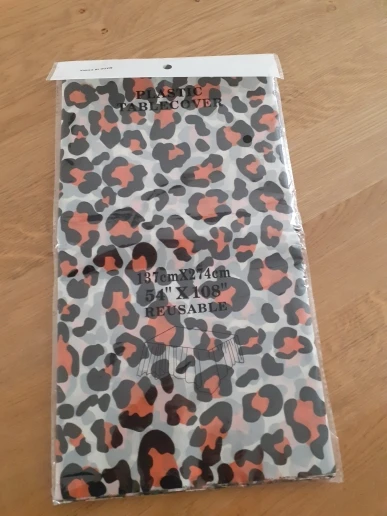 PLASTIC
TABLECOVER
137cmX274cm
54" X 108"
REUSABLE